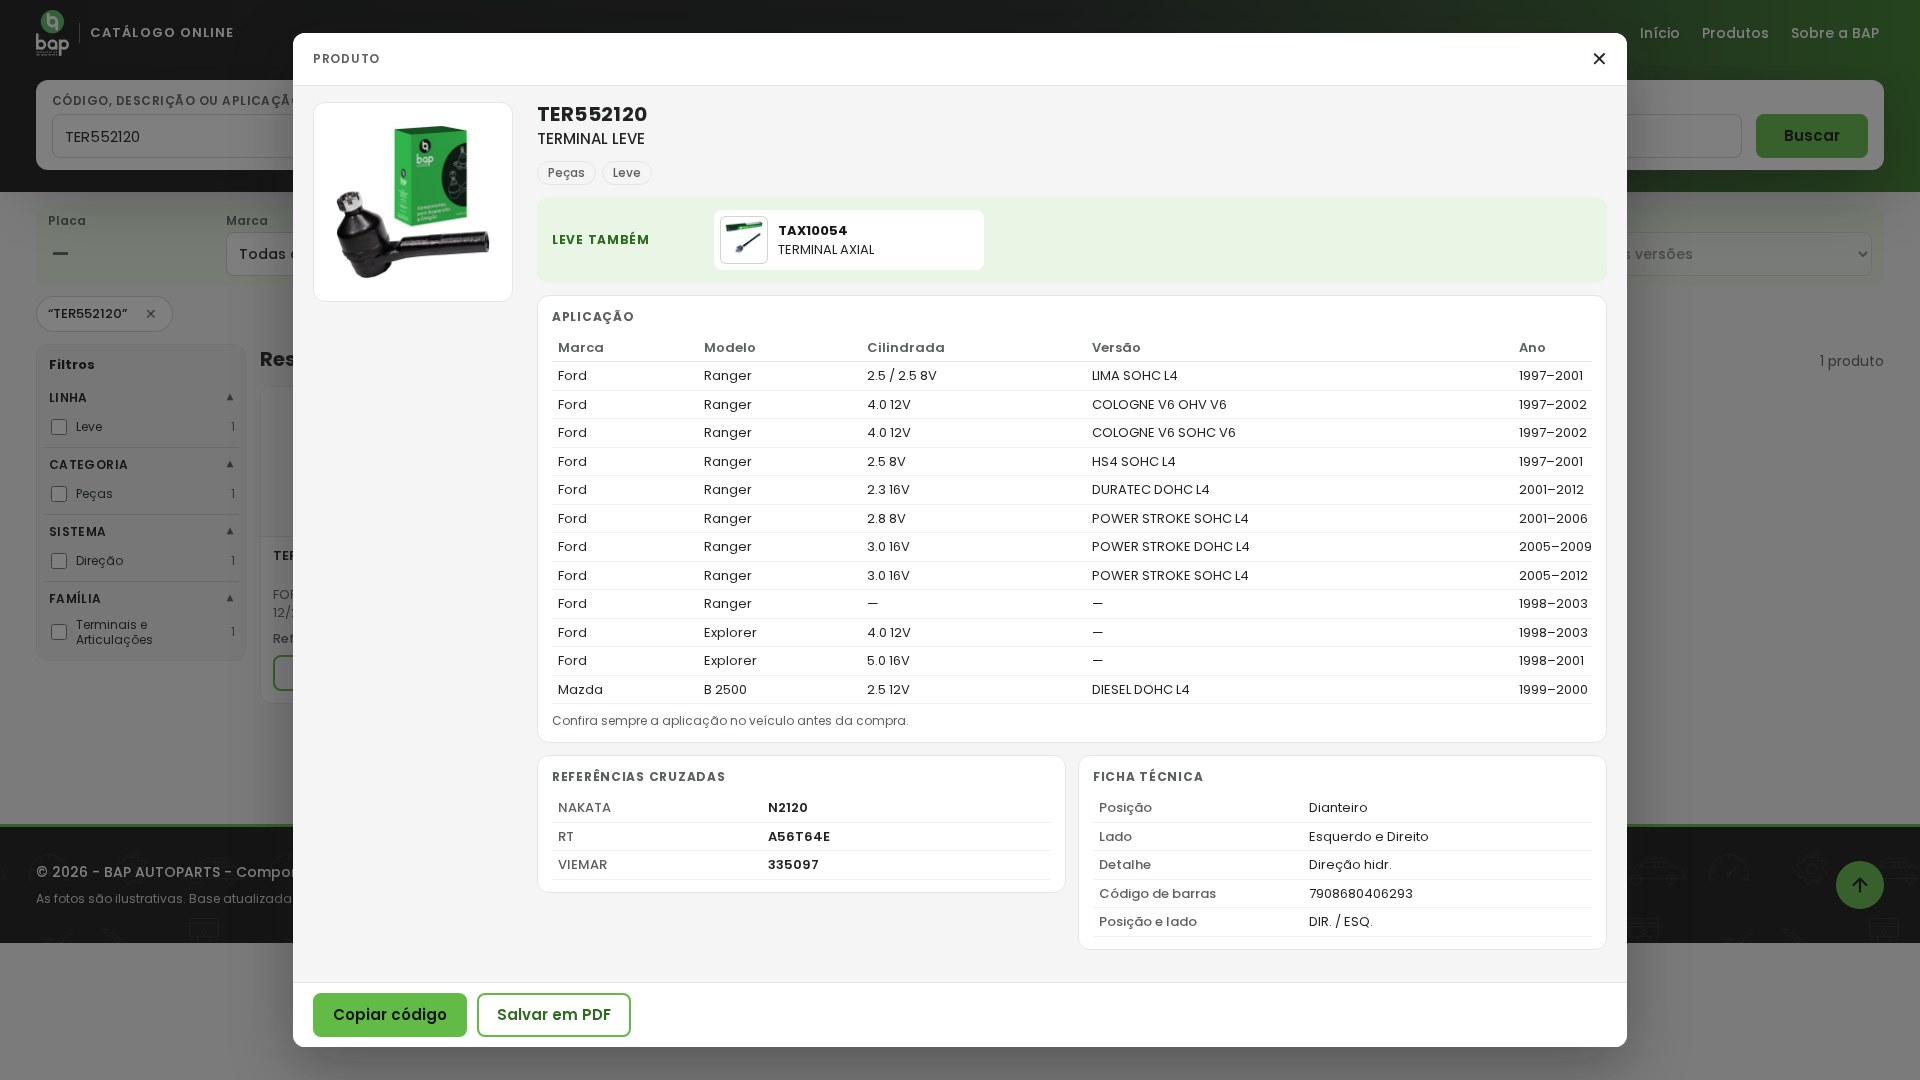 bap
CATÁLOGO ONLINE
Início
Produtos
Sobre a BAP
CÓDIGO, DESCRIÇÃO OU APLICAÇÃO
TER552120
Buscar
Placa
—
Marca
Todas
versões
“TER552120” ✕
Filtros
LINHA
Leve 1
CATEGORIA
Peças 1
SISTEMA
Direção 1
FAMÍLIA
Terminais e
Articulações 1
1 produto
PRODUTO
✕
bap
TER552120
TERMINAL LEVE
Peças
Leve
LEVE TAMBÉM
TAX10054
TERMINAL AXIAL
APLICAÇÃO
Marca Modelo Cilindrada Versão Ano
Ford Ranger 2.5 / 2.5 8V LIMA SOHC L4 1997–2001
Ford Ranger 4.0 12V COLOGNE V6 OHV V6 1997–2002
Ford Ranger 4.0 12V COLOGNE V6 SOHC V6 1997–2002
Ford Ranger 2.5 8V HS4 SOHC L4 1997–2001
Ford Ranger 2.3 16V DURATEC DOHC L4 2001–2012
Ford Ranger 2.8 8V POWER STROKE SOHC L4 2001–2006
Ford Ranger 3.0 16V POWER STROKE DOHC L4 2005–2009
Ford Ranger 3.0 16V POWER STROKE SOHC L4 2005–2012
Ford Ranger — — 1998–2003
Ford Explorer 4.0 12V — 1998–2003
Ford Explorer 5.0 16V — 1998–2001
Mazda B 2500 2.5 12V DIESEL DOHC L4 1999–2000
Confira sempre a aplicação no veículo antes da compra.
REFERÊNCIAS CRUZADAS
NAKATA N2120
RT A56T64E
VIEMAR 335097
FICHA TÉCNICA
Posição Dianteiro
Lado Esquerdo e Direito
Detalhe Direção hidr.
Código de barras 7908680406293
Posição e lado DIR. / ESQ.
© 2026 - BAP AUTOPARTS - Compon
As fotos são ilustrativas. Base atualizada
Copiar código
Salvar em PDF